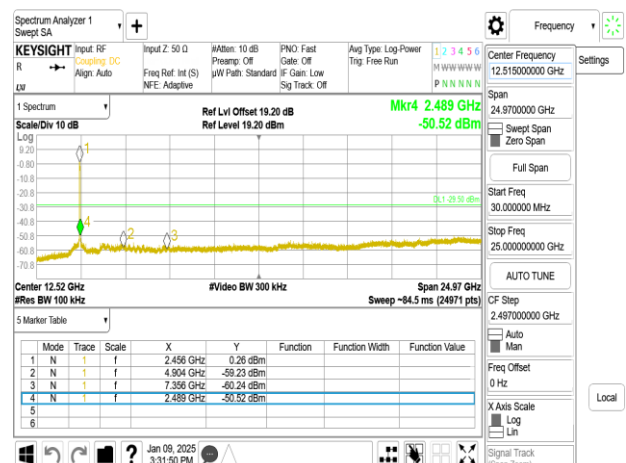 Spectrum Analyzer 1
Swept SA
Frequency
KEYSIGHT Input: RF Input Z: 50 Ω #Atten: 10 dB PNO: Fast Avg Type: Log-Power 1 2 3 4 5 6
R Coupling: DC Preamp: Off Gate: Off Trig: Free Run M W W W W W
Align: Auto Freq Ref: Int (S) µW Path: Standard IF Gain: Low
NFE: Adaptive Sig Track: Off P N N N N N
LXI
1 Spectrum
Scale/Div 10 dB
Ref Lvl Offset 19.20 dB
Ref Level 19.20 dBm
Mkr4 2.489 GHz
-50.52 dBm
Log
9.20
-0.80
-10.8
-20.8
-30.8
-40.8
-50.8
-60.8
-70.8
1
4
2
3
DL1 -29.50 dBm
Center 12.52 GHz #Video BW 300 kHz Span 24.97 GHz
#Res BW 100 kHz Sweep ~84.5 ms (24971 pts)
5 Marker Table
Mode Trace Scale X Y Function Function Width Function Value
1 N 1 f 2.456 GHz 0.26 dBm
2 N 1 f 4.904 GHz -59.23 dBm
3 N 1 f 7.356 GHz -60.24 dBm
4 N 1 f 2.489 GHz -50.52 dBm
5
6
Jan 09, 2025
3:31:50 PM
?
Center Frequency
12.515000000 GHz
Settings
Span
24.9700000 GHz
Swept Span
Zero Span
Full Span
Start Freq
30.000000 MHz
Stop Freq
25.000000000 GHz
AUTO TUNE
CF Step
2.497000000 GHz
Auto
Man
Freq Offset
0 Hz
X Axis Scale
Log
Lin
Local
Signal Track